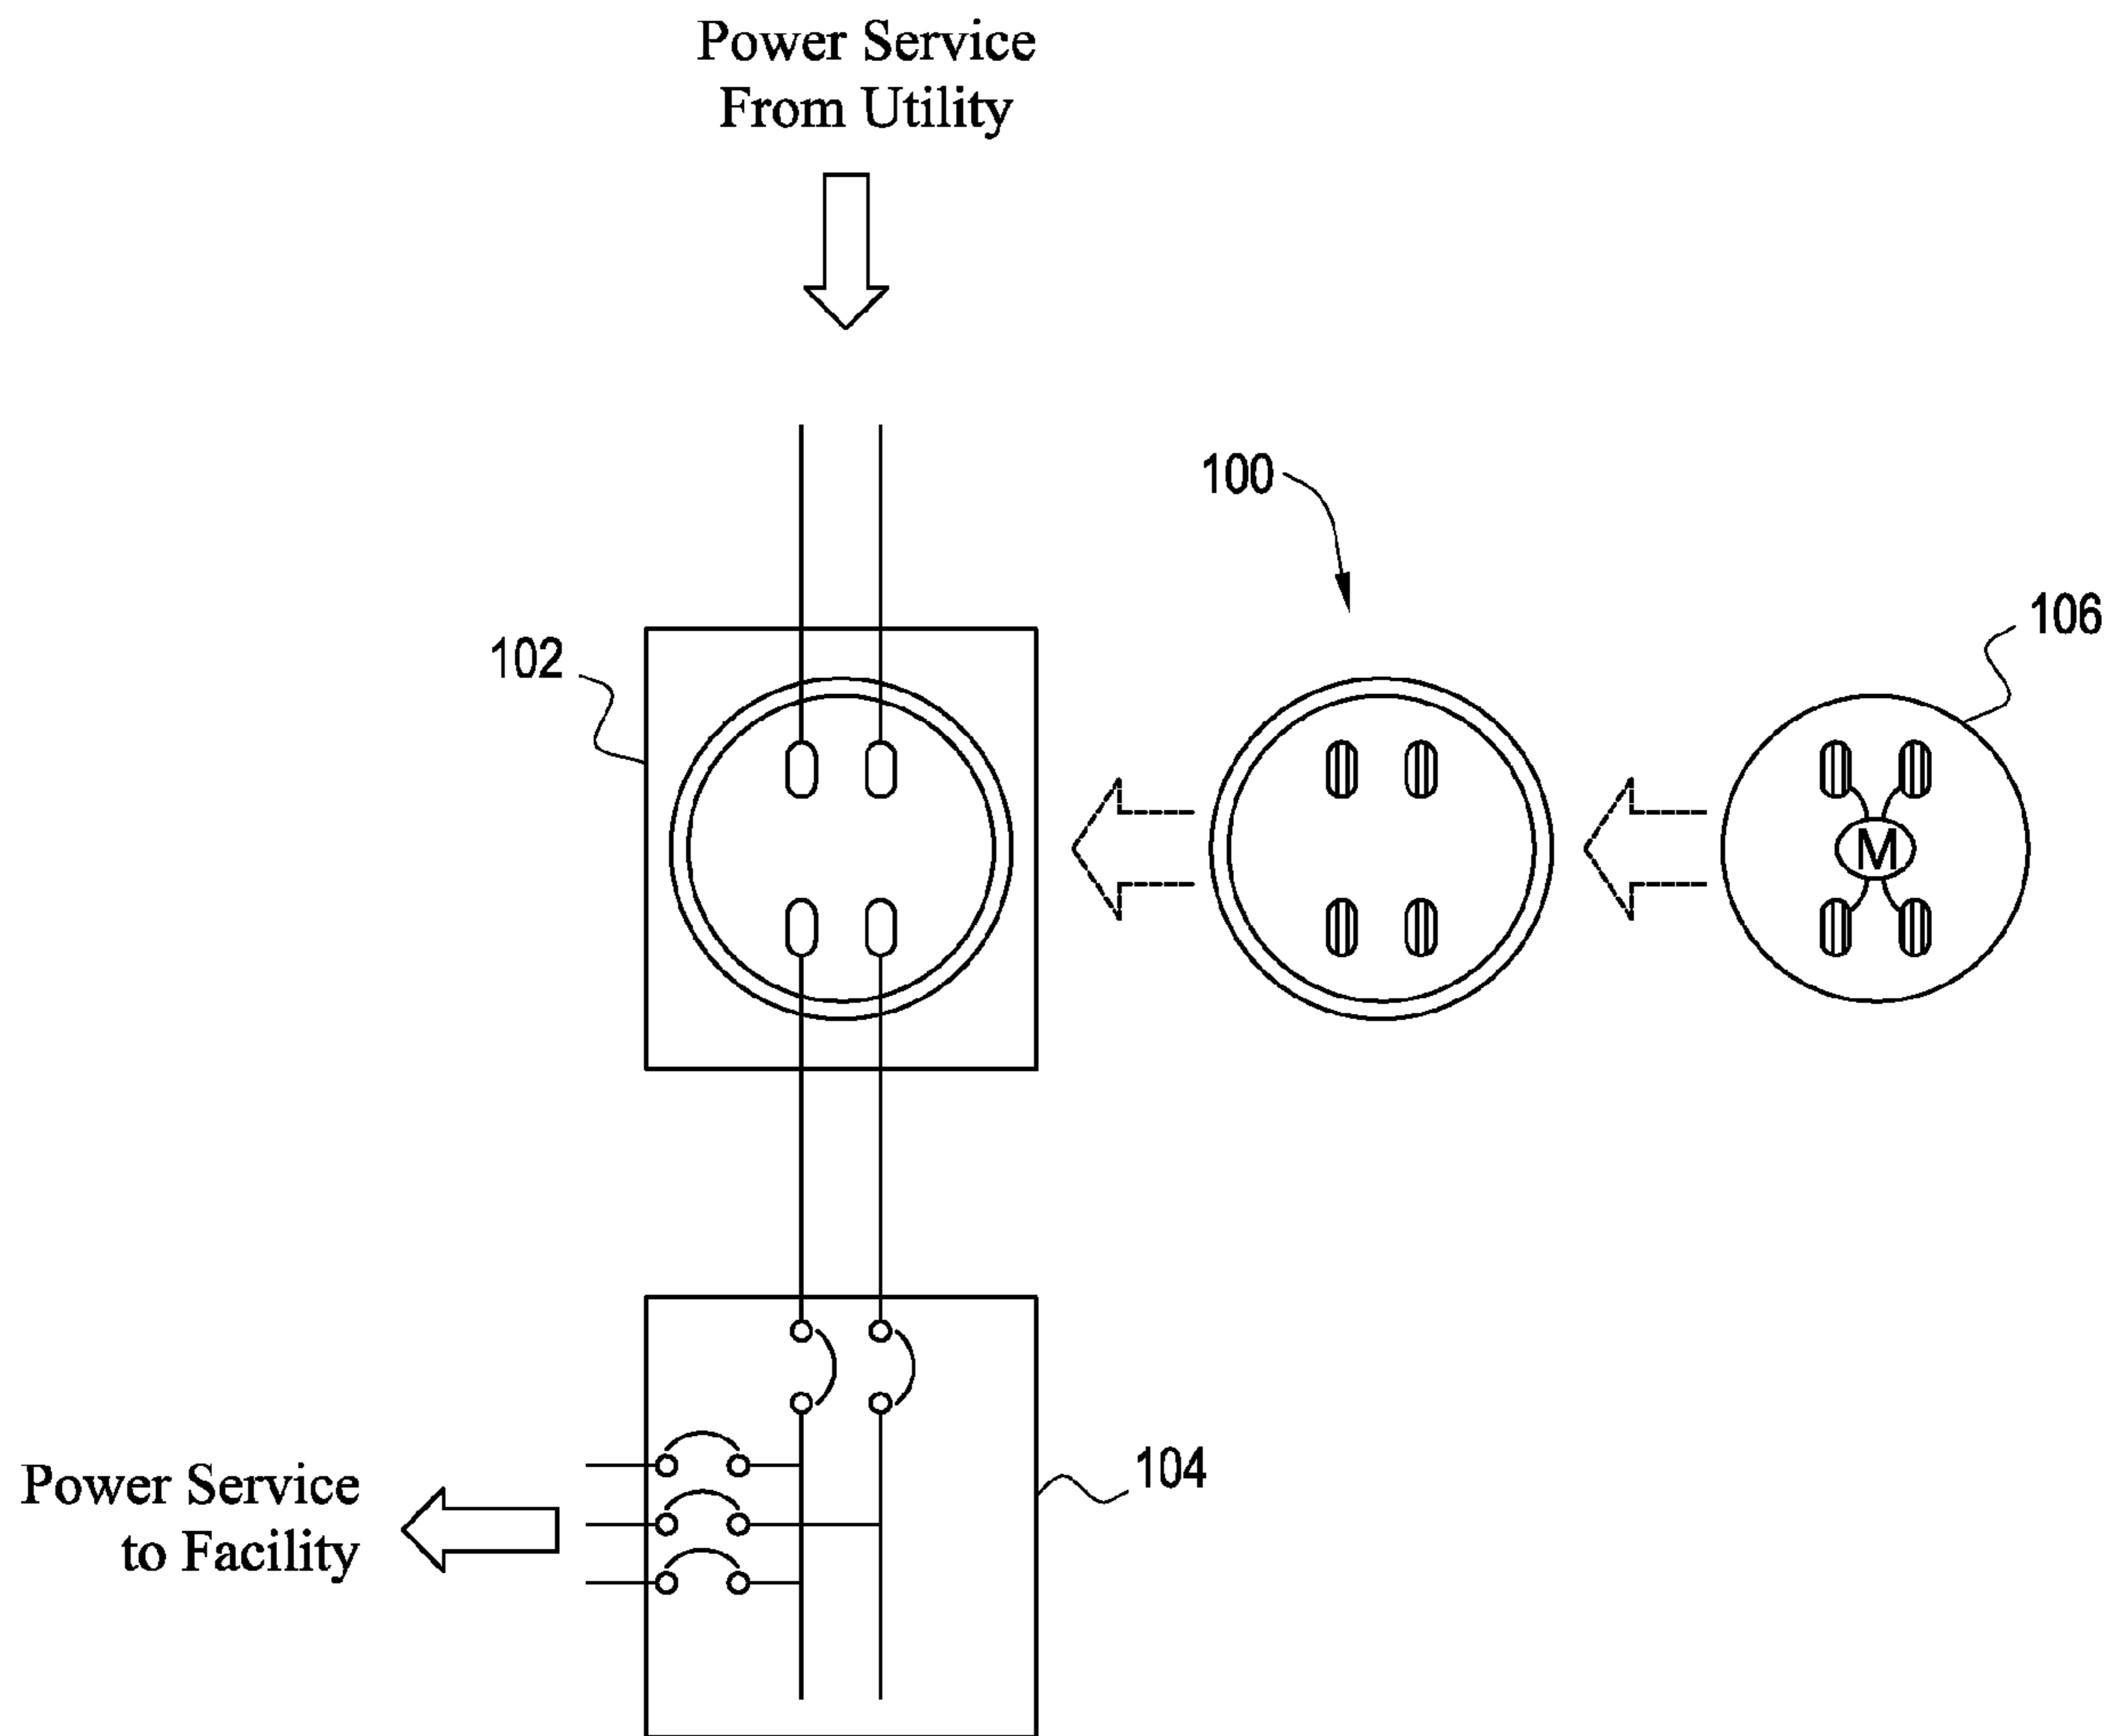 Power Service
From Utility
100
106
102
M
104
Power Service
to Facility